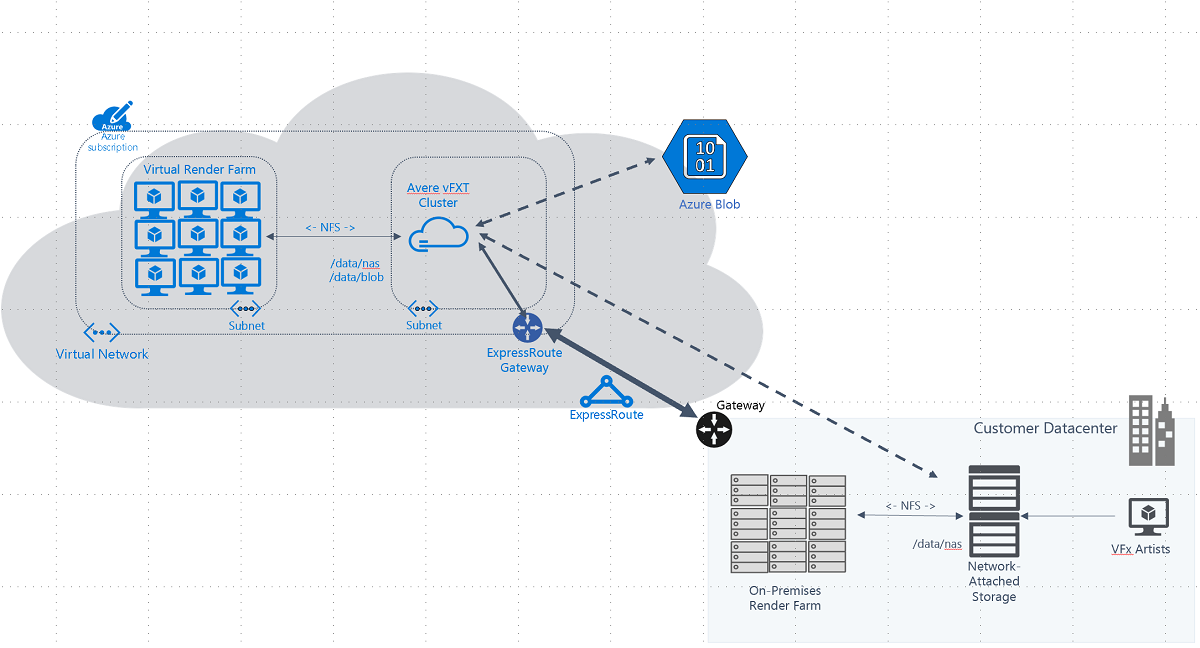 Azure
Azure
subscription
Virtual Render Farm
Avere vFXT
Cluster
10
01
Azure Blob
<- NFS ->
/data/nas
/data/blob
Subnet
Subnet
Virtual Network
ExpressRoute
Gateway
ExpressRoute
Gateway
Customer Datacenter
<- NFS ->
/data/nas
VFx Artists
Network-
Attached
Storage
On-Premises
Render Farm